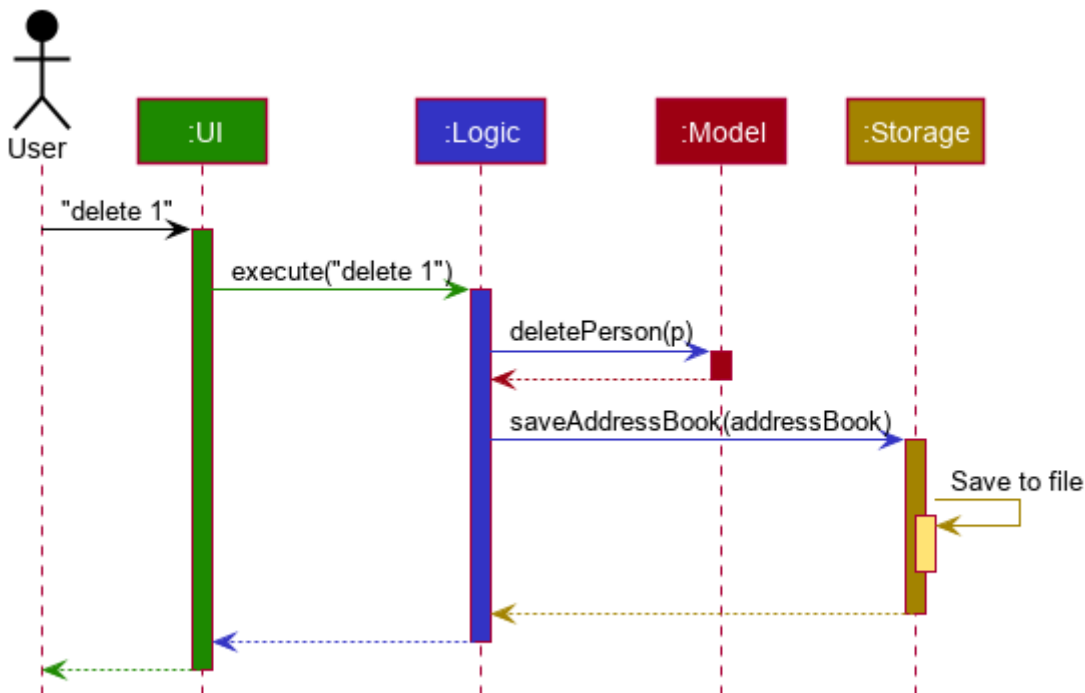 :UI
:Logic
:Model
:Storage
User
"delete 1"
execute("delete 1")
deletePerson(p)
saveAddressBook(addressBook)
Save to file